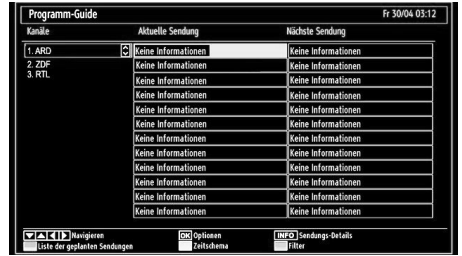 Programm-Guide Fr 30/04 03:12
Kanäle Aktuelle Sendung Nächste Sendung
1. ARD Keine Informationen Keine Informationen
2. ZDF Keine Informationen Keine Informationen
3. RTL Keine Informationen Keine Informationen
Keine Informationen Keine Informationen
Keine Informationen Keine Informationen
Keine Informationen Keine Informationen
Keine Informationen Keine Informationen
Keine Informationen Keine Informationen
Keine Informationen Keine Informationen
Keine Informationen Keine Informationen
Keine Informationen Keine Informationen
Keine Informationen Keine Informationen
Navigieren OK Optionen INFO Sendungs-Details
Liste der geplanten Sendungen Zeitschema Filter